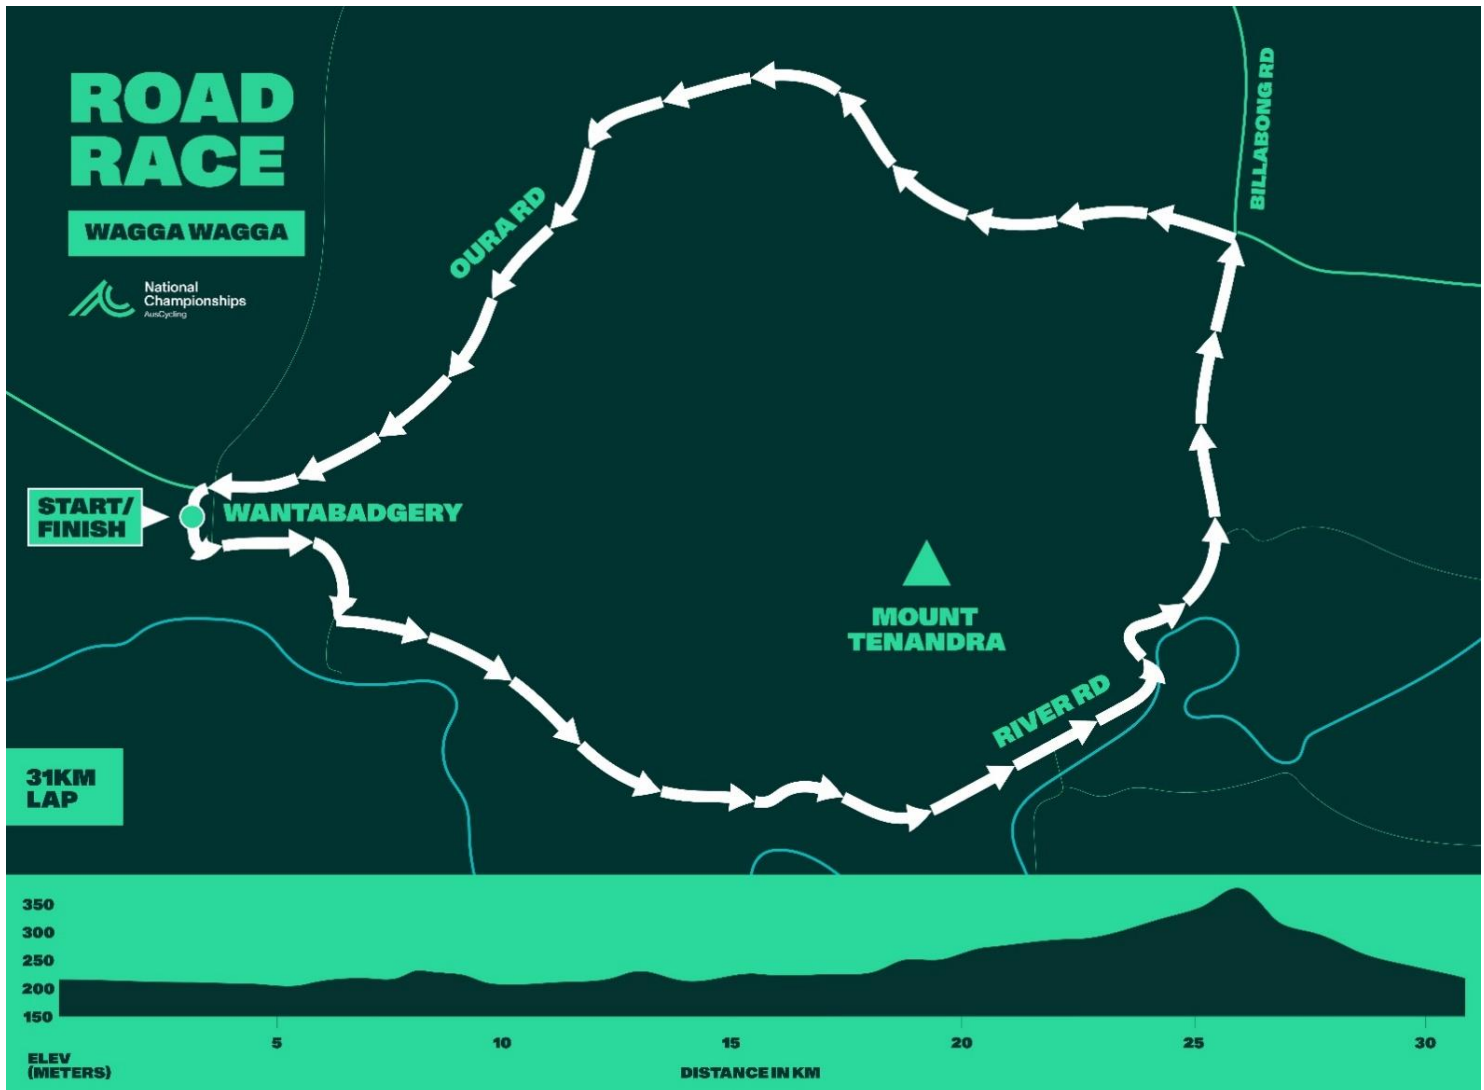 ROAD
RACE
WAGGA WAGGA
National
Championships
AusCycling
BILLABONG RD
OURA RD
START/
FINISH
WANTABADGERY
MOUNT
TENANDRA
RIVER RD
31KM
LAP
350
300
250
200
150
5
10
15
20
25
30
ELEV
(METERS)
DISTANCE IN KM